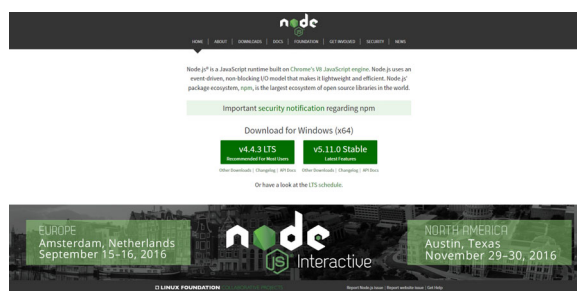 node
JS
HOME | ABOUT | DOWNLOADS | DOCS | FOUNDATION | GET INVOLVED | SECURITY | NEWS
Node.js® is a JavaScript runtime built on Chrome's V8 JavaScript engine. Node.js uses an
event-driven, non-blocking I/O model that makes it lightweight and efficient. Node.js'
package ecosystem, npm, is the largest ecosystem of open source libraries in the world.
Important security notification regarding npm
Download for Windows (x64)
v4.4.3 LTS
Recommended For Most Users
v5.11.0 Stable
Latest Features
Other Downloads | Changelog | API Docs
Other Downloads | Changelog | API Docs
Or have a look at the LTS schedule.
EUROPE
Amsterdam, Netherlands
September 15-16, 2016
node
JS Interactive
NORTH AMERICA
Austin, Texas
November 29-30, 2016
LINUX FOUNDATION COLLABORATIVE PROJECTS
Report Node.js issue | Report website issue | Get Help